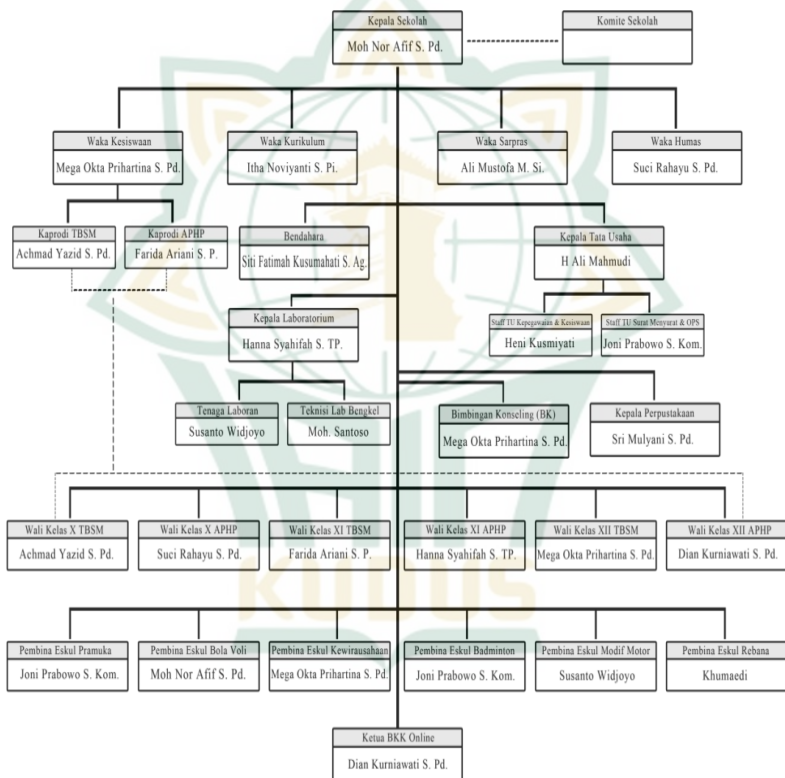 Kepala Sekolah
Moh Nor Afif S. Pd.
Komite Sekolah
Waka Kesiswaan
Mega Okta Prihartina S. Pd.
Waka Kurikulum
Itha Noviyanti S. Pi.
Waka Sarpras
Ali Mustofa M. Si.
Waka Humas
Suci Rahayu S. Pd.
Kaprodi TBSM
Achmad Yazid S. Pd.
Kaprodi APHP
Farida Ariani S. P.
Bendahara
Siti Fatimah Kusumahati S. Ag.
Kepala Tata Usaha
H Ali Mahmudi
Kepala Laboratorium
Hanna Syahifah S. TP.
Staff TU Kepegawaian & Kesiswaan
Heni Kusmiyati
Staff TU Surat Menyurat & OPS
Joni Prabowo S. Kom.
Tenaga Laboran
Susanto Widjoyo
Teknisi Lab Bengkel
Moh. Santoso
Bimbingan Konseling (BK)
Mega Okta Prihartina S. Pd.
Kepala Perpustakaan
Sri Mulyani S. Pd.
Wali Kelas X TBSM
Achmad Yazid S. Pd.
Wali Kelas X APHP
Suci Rahayu S. Pd.
Wali Kelas XI TBSM
Farida Ariani S. P.
Wali Kelas XI APHP
Hanna Syahifah S. TP.
Wali Kelas XII TBSM
Mega Okta Prihartina S. Pd.
Wali Kelas XII APHP
Dian Kurniawati S. Pd.
KUDUS
Pembina Eskul Pramuka
Joni Prabowo S. Kom.
Pembina Eskul Bola Voli
Moh Nor Afif S. Pd.
Pembina Eskul Kewirausahaan
Mega Okta Prihartina S. Pd.
Pembina Eskul Badminton
Joni Prabowo S. Kom.
Pembina Eskul Modif Motor
Susanto Widjoyo
Pembina Eskul Rebana
Khumaedi
Ketua BKK Online
Dian Kurniawati S. Pd.